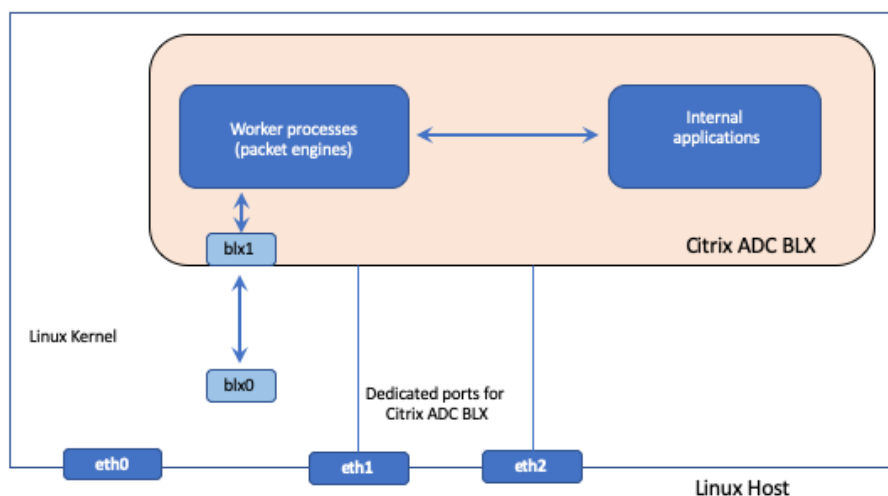 Worker processes
(packet engines)
Internal
applications
blx1
Citrix ADC BLX
Linux Kernel
blx0
Dedicated ports for
Citrix ADC BLX
eth0
eth1
eth2
Linux Host